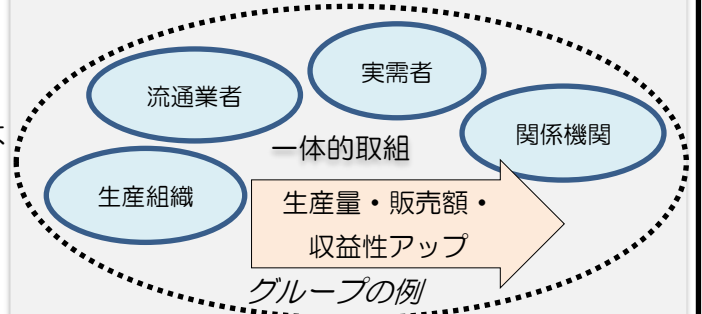 実需者
流通業者
関係機関
一体的取組
生産組織
生産量・販売額・
収益性アップ
グループの例